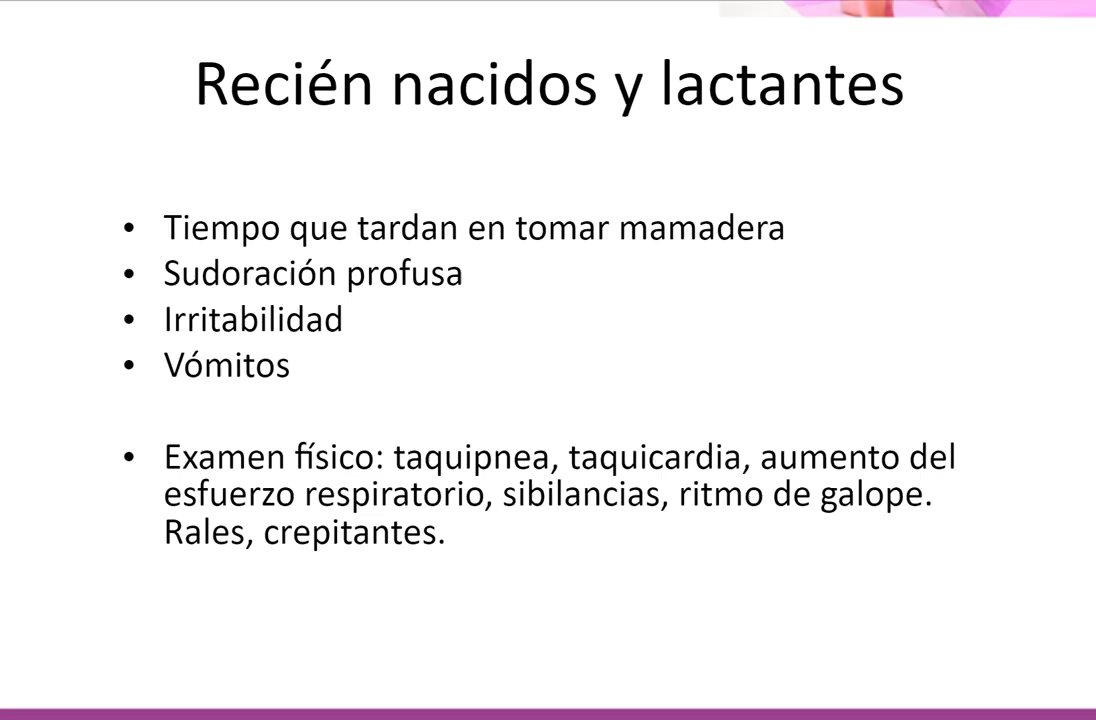 Recién nacidos y lactantes
• Tiempo que tardan en tomar mamadera
• Sudoración profusa
• Irritabilidad
• Vómitos
• Examen físico: taquipnea, taquicardia, aumento del
esfuerzo respiratorio, sibilancias, ritmo de galope.
Rales, crepitantes.